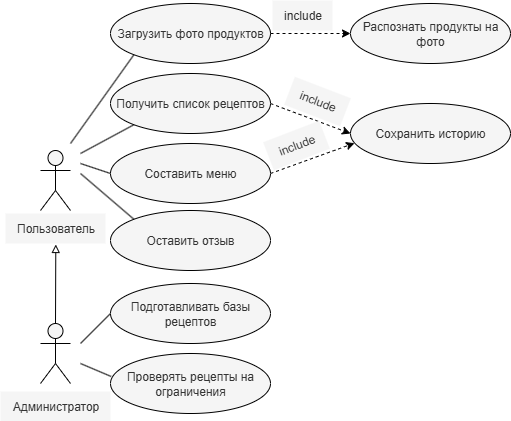 Загрузить фото продуктов
include
Распознать продукты на
фото
Получить список рецептов
include
Сохранить историю
include
Составить меню
Пользователь
Оставить отзыв
Подготавливать базы
рецептов
Проверять рецепты на
ограничения
Администратор